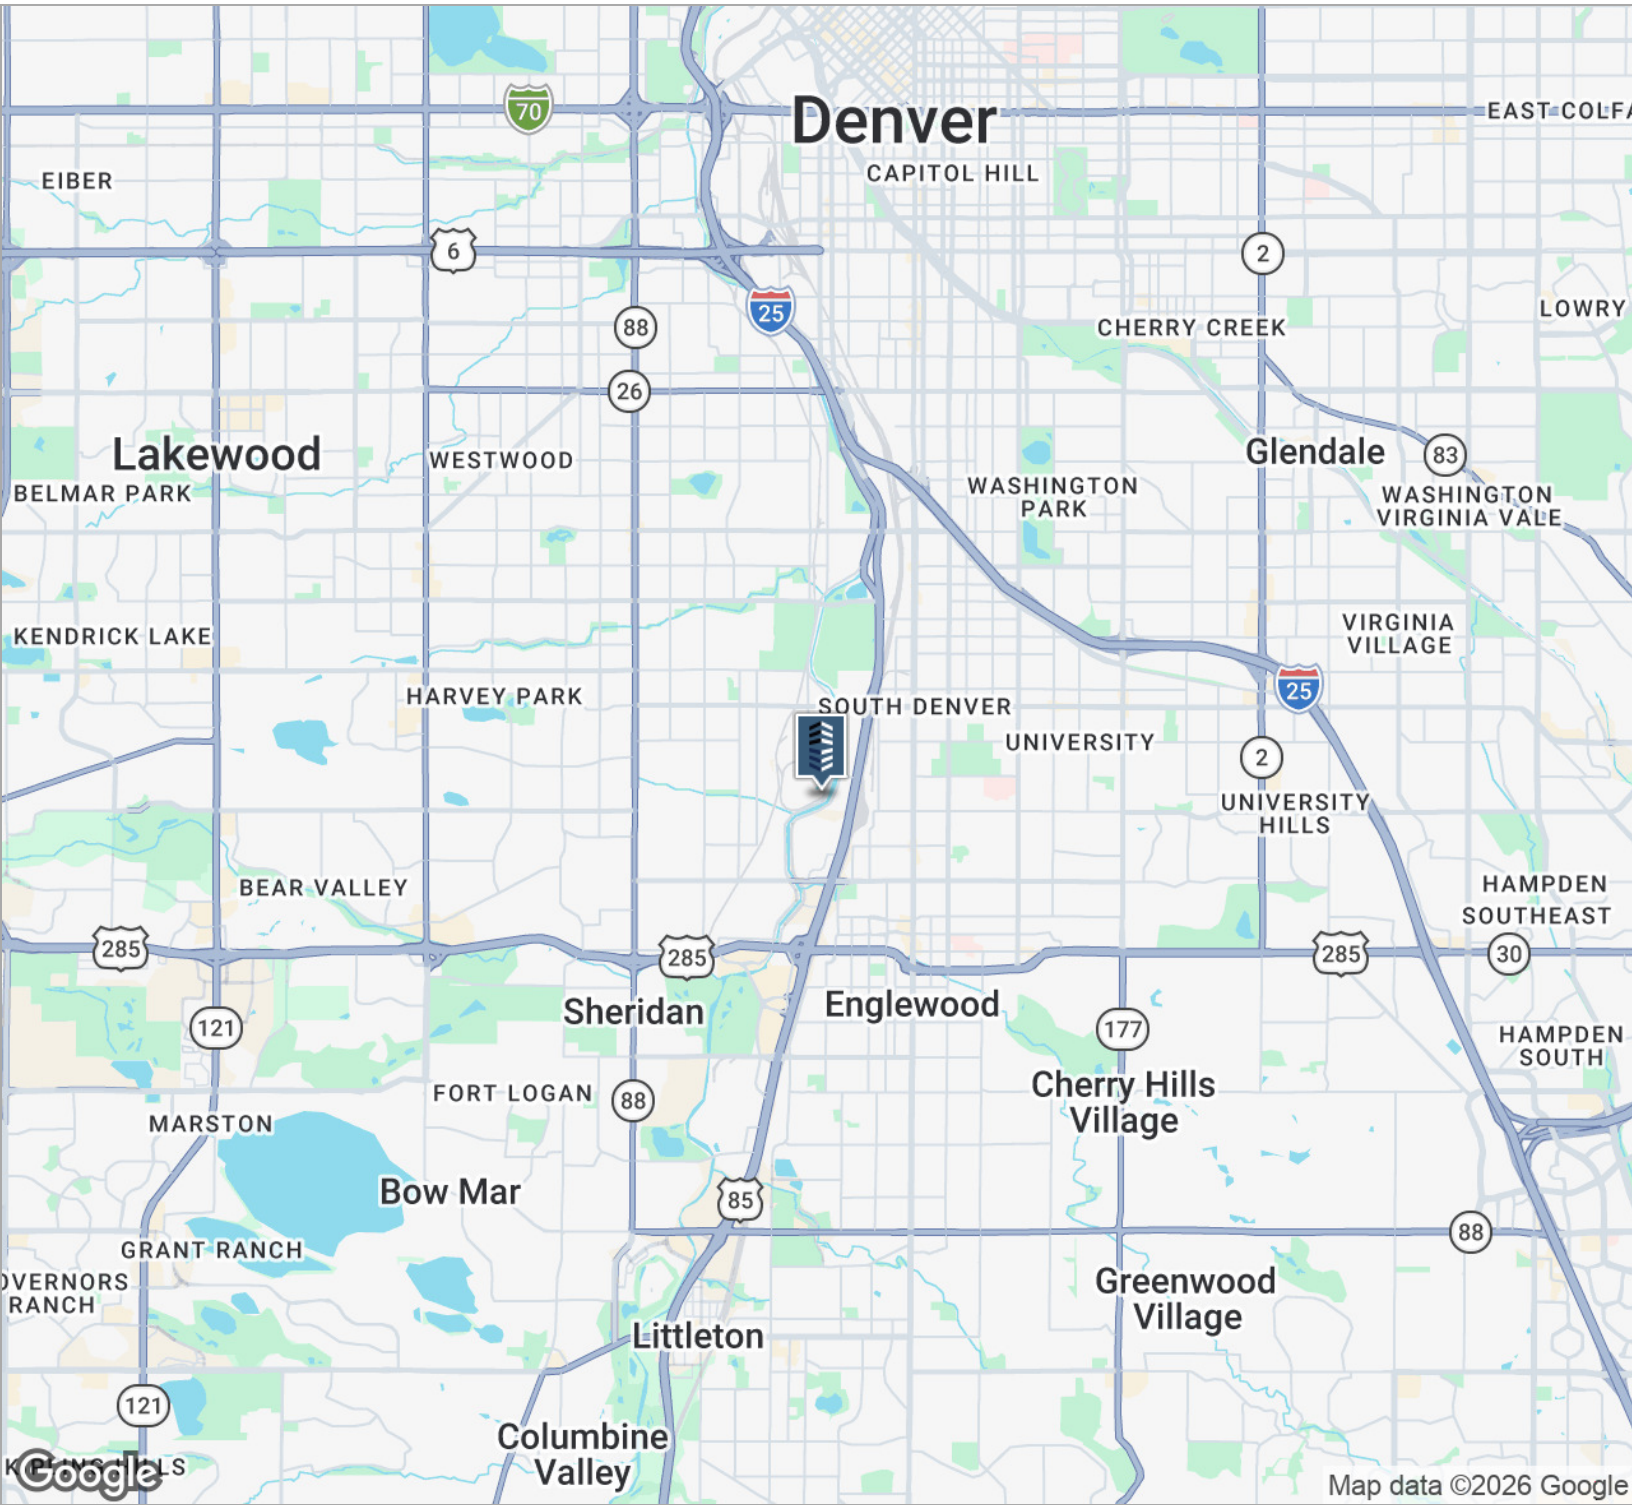 70
Denver
EAST COLFA
CAPITOL HILL
EIBER
6
2
25
LOWRY
88
CHERRY CREEK
26
Lakewood
WESTWOOD
Glendale
83
BELMAR PARK
WASHINGTON
PARK
WASHINGTON
VIRGINIA VALE
KENDRICK LAKE
VIRGINIA
VILLAGE
HARVEY PARK
25
SOUTH DENVER
UNIVERSITY
2
UNIVERSITY
HILLS
BEAR VALLEY
HAMPDEN
SOUTHEAST
285
285
285
30
Sheridan
Englewood
121
177
HAMPDEN
SOUTH
FORT LOGAN
88
Cherry Hills
Village
MARSTON
Bow Mar
85
GRANT RANCH
88
OVERNORS
RANCH
Greenwood
Village
Littleton
121
Columbine
Valley
Google
Map data ©2026 Google